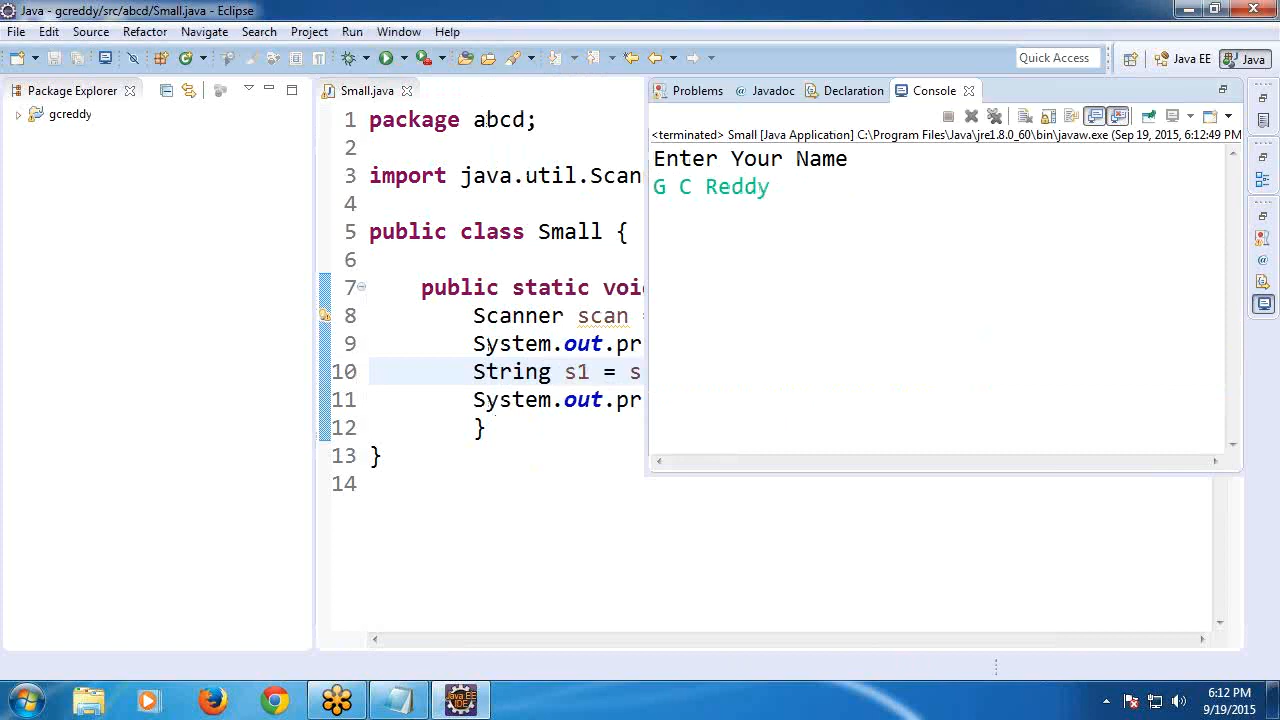 Java - gcreddy/src/abcd/Small.java - Eclipse
File Edit Source Refactor Navigate Search Project Run Window Help
Quick Access Java EE Java
Package Explorer
gcreddy
Small.java
1 package abcd;
2
3 import java.util.Scan
4
5 public class Small {
6
7 public static voi
8 Scanner scan =
9 System.out.pr
10 String s1 = s
11 System.out.pr
12 }
13 }
14
Problems @ Javadoc Declaration Console
<terminated> Small [Java Application] C:\Program Files\Java\jre1.8.0_60\bin\javaw.exe (Sep 19, 2015, 6:12:49 PM)
Enter Your Name
G C Reddy
Java EE
IDE
6:12 PM
9/19/2015